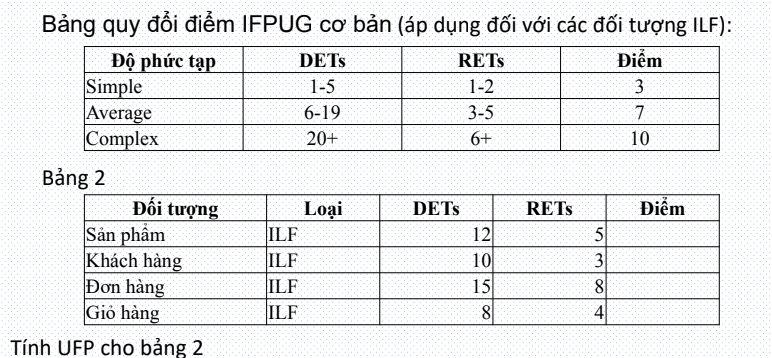 Bảng quy đổi điểm IFPUG cơ bản (áp dụng đối với các đối tượng ILF):
Độ phức tạp DETs RETs Điểm
Simple 1-5 1-2 3
Average 6-19 3-5 7
Complex 20+ 6+ 10
Bảng 2
Đối tượng Loại DETs RETs Điểm
Sản phẩm ILF 12 5
Khách hàng ILF 10 3
Đơn hàng ILF 15 8
Giỏ hàng ILF 8 4
Tính UFP cho bảng 2